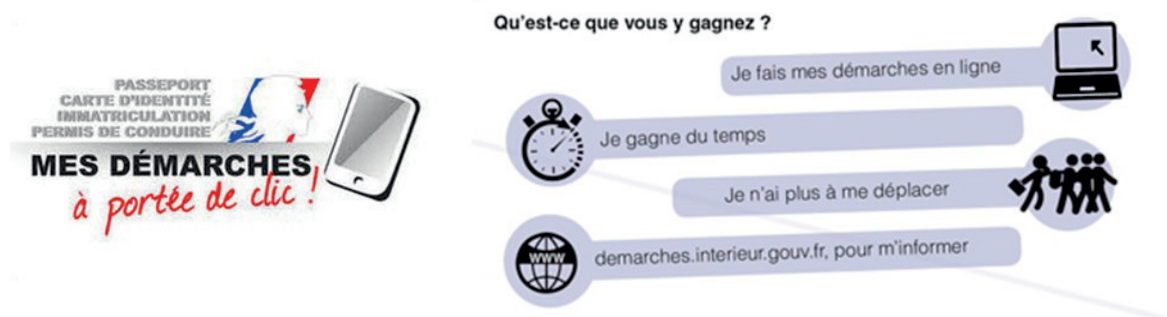 PASSEPORT
CARTE D'IDENTITÉ
IMMATRICULATION
PERMIS DE CONDUIRE
MES DÉMARCHES
à portée de clic !
Qu'est-ce que vous y gagnez ?
Je fais mes démarches en ligne
Je gagne du temps
Je n'ai plus à me déplacer
WWW
demarches.interieur.gouv.fr, pour m'informer